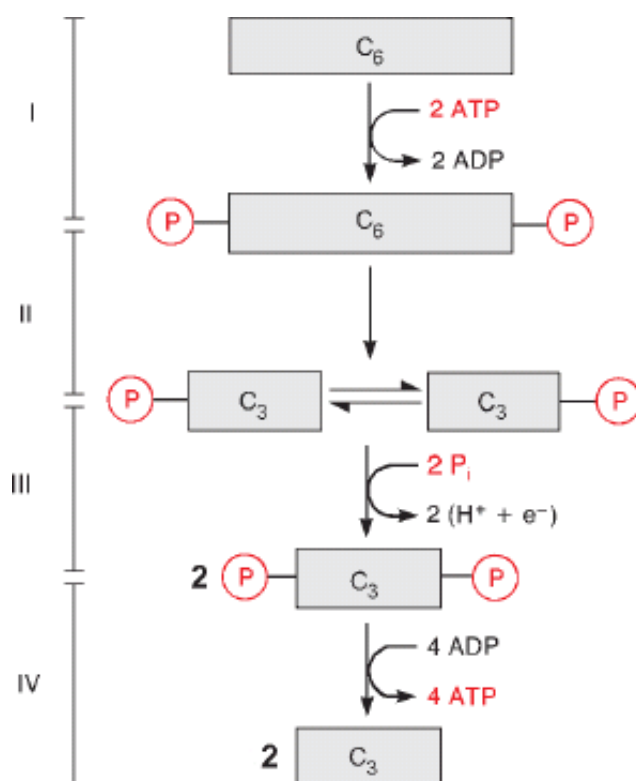 C₆
I
2 ATP
2 ADP
P C₆ P
II
P C₃ C₃ P
2 Pᵢ
III
2 (H⁺ + e⁻)
2 P C₃ P
4 ADP
IV
4 ATP
2 C₃